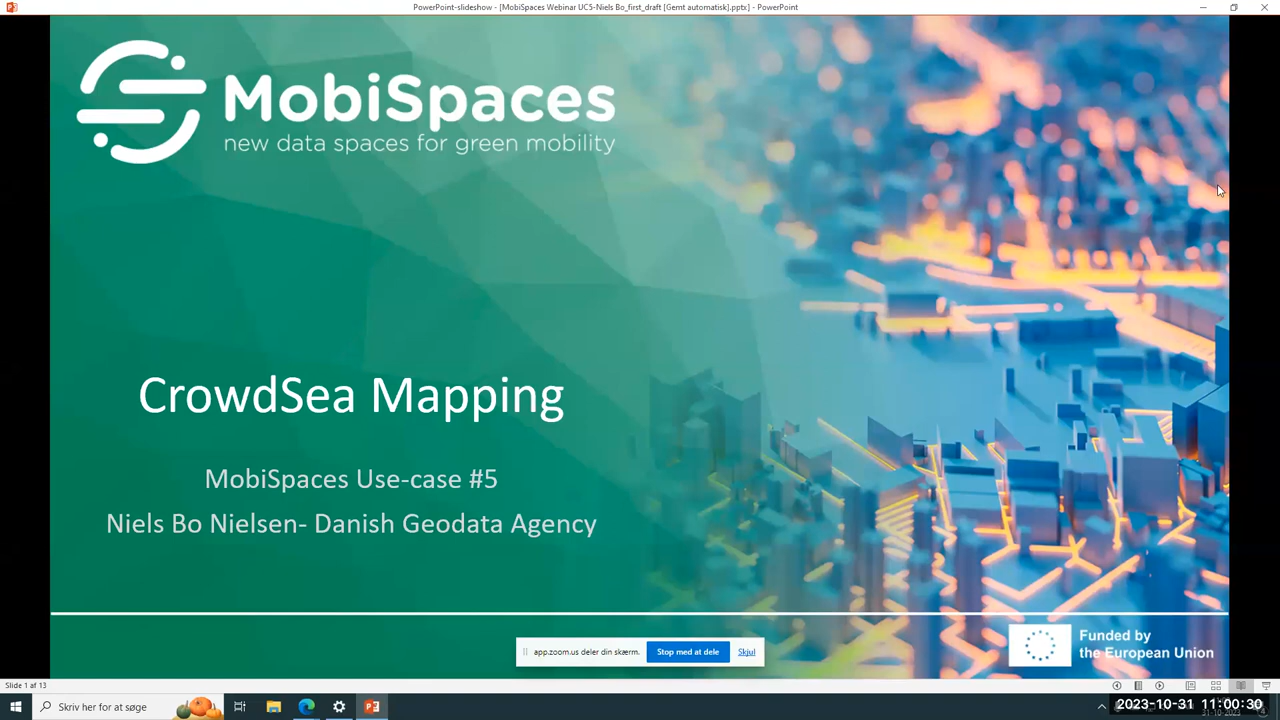 PowerPoint-slideshow - [MobiSpaces Webinar UC5-Niels Bo_first_draft [Gemt automatisk].pptx] - PowerPoint
MobiSpaces
new data spaces for green mobility
CrowdSea Mapping
MobiSpaces Use-case #5
Niels Bo Nielsen- Danish Geodata Agency
Funded by
the European Union
app.zoom.us deler din skærm.
Stop med at dele
Skjul
Slide 1 af 13
Skriv her for at søge
2023-10-31 11:00:30